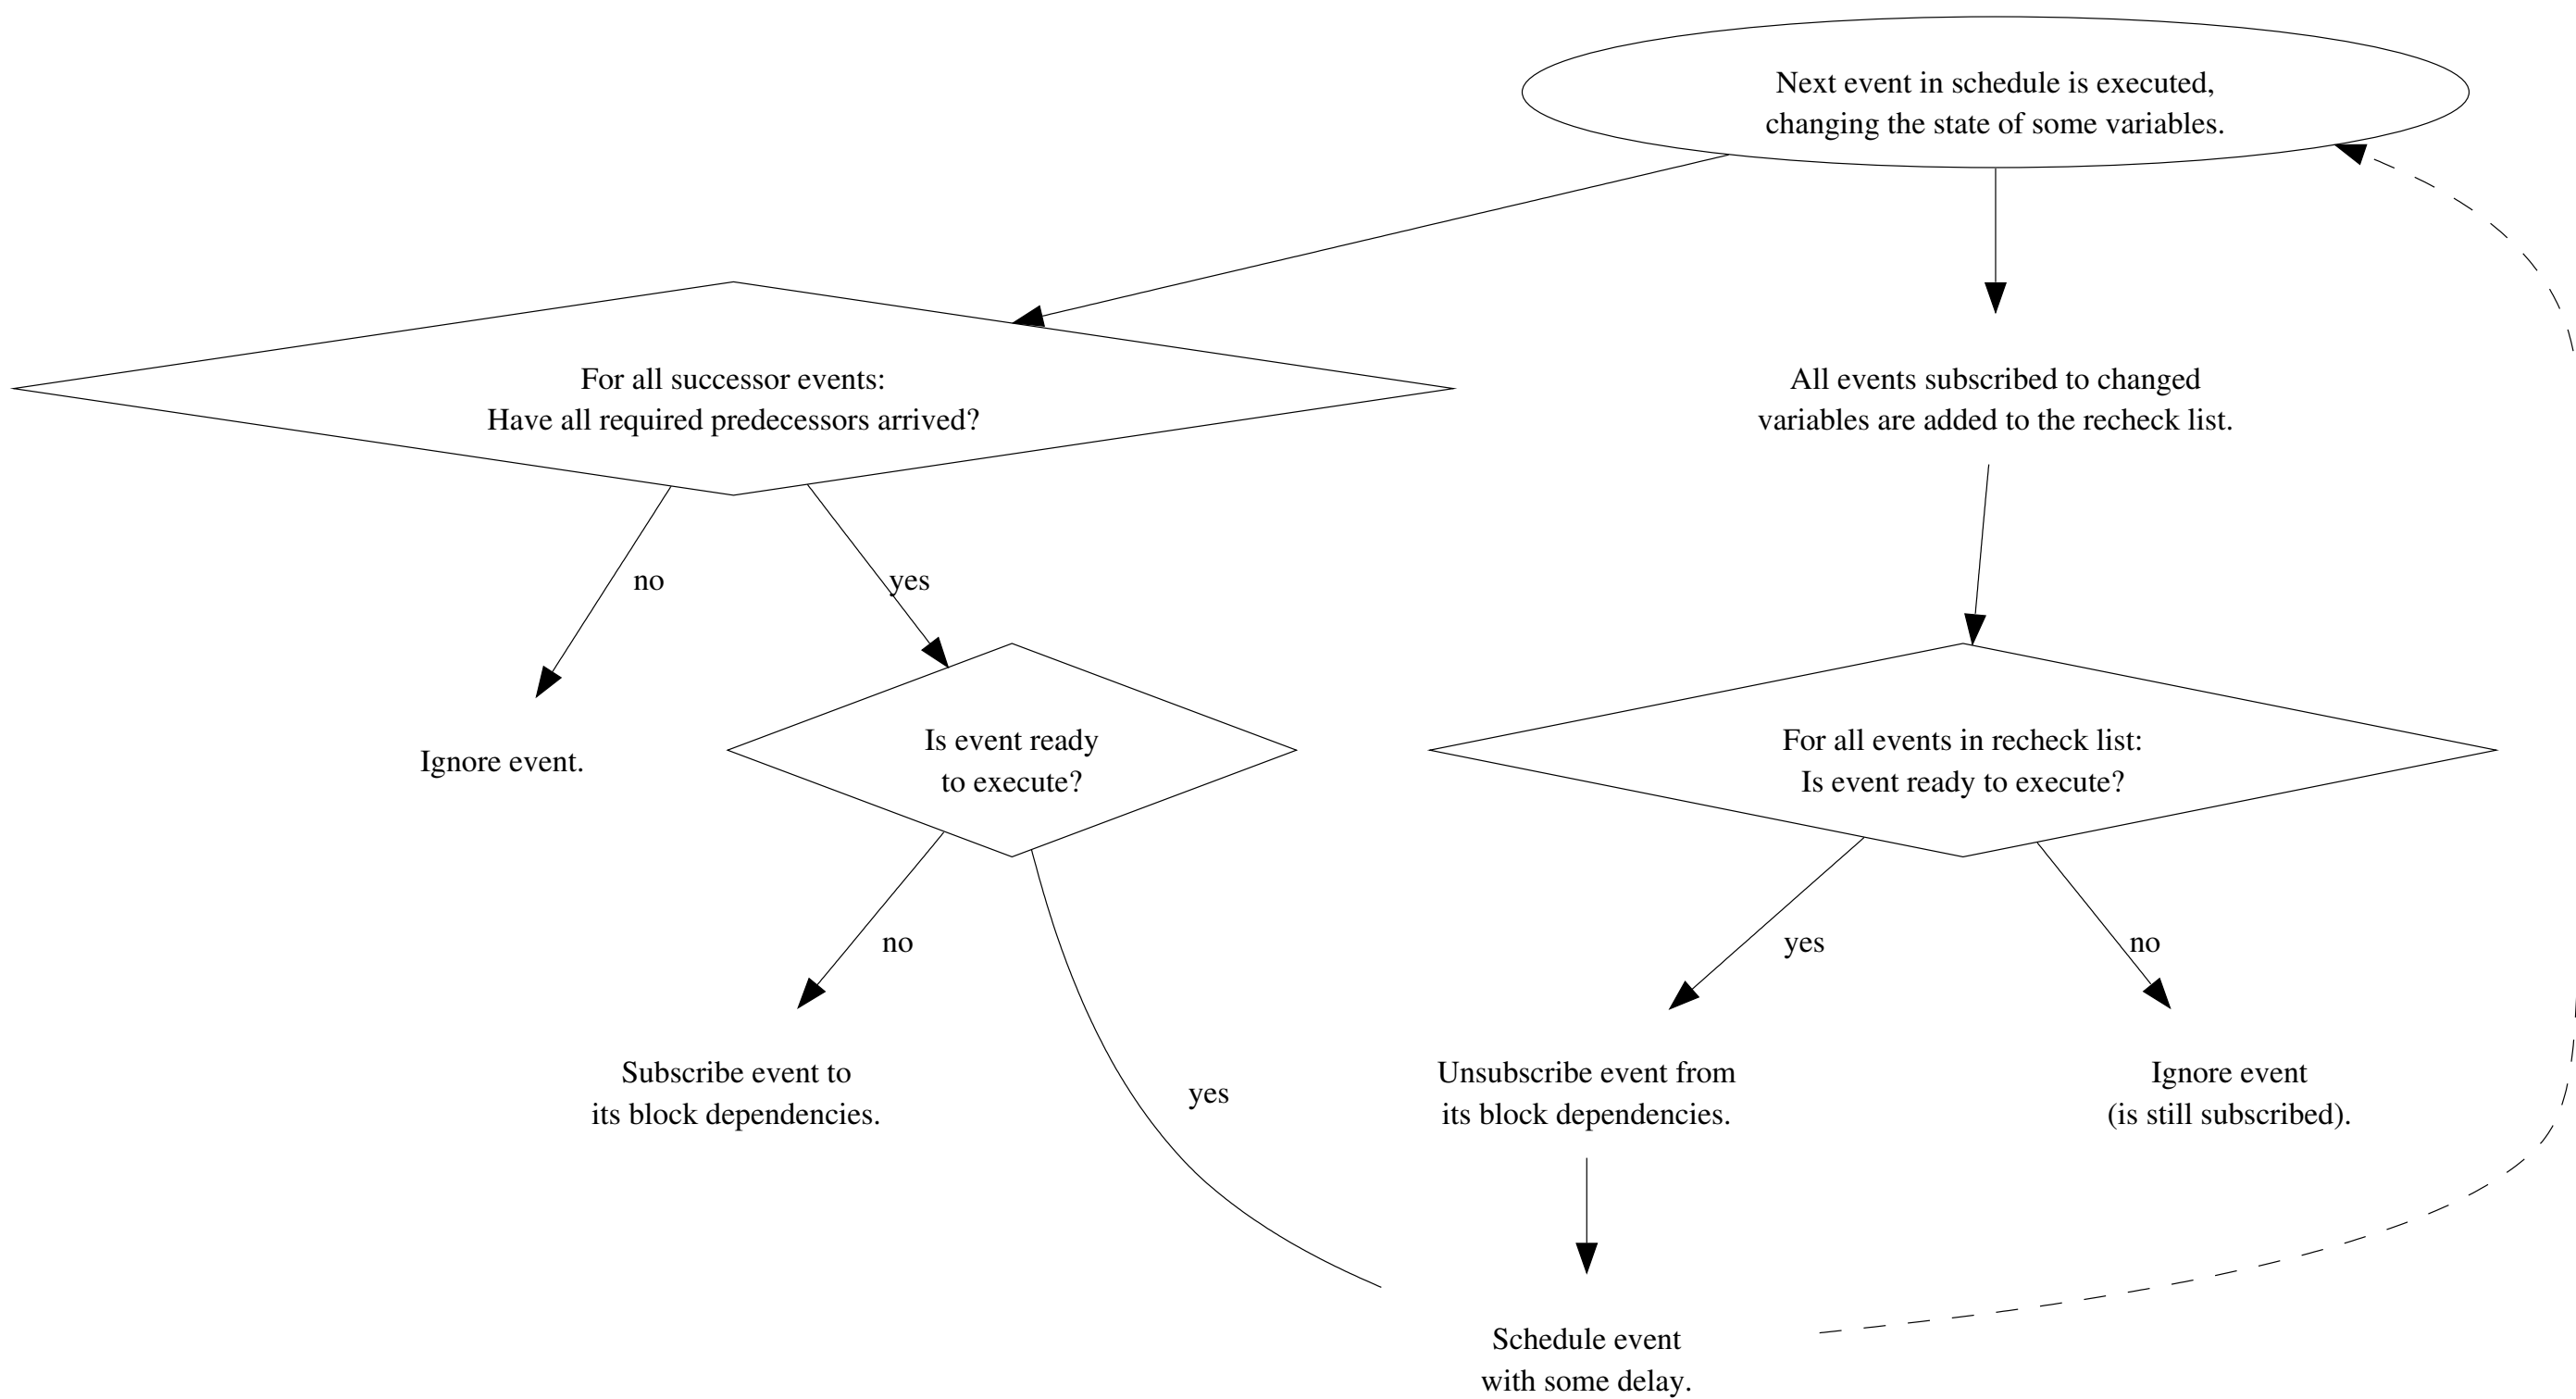 Next event in schedule is executed,
changing the state of some variables.
For all successor events:
Have all required predecessors arrived?
All events subscribed to changed
variables are added to the recheck list.
no
yes
Ignore event.
Is event ready
to execute?
For all events in recheck list:
Is event ready to execute?
no
yes
yes
no
Subscribe event to
its block dependencies.
yes
Unsubscribe event from
its block dependencies.
Ignore event
(is still subscribed).
Schedule event
with some delay.